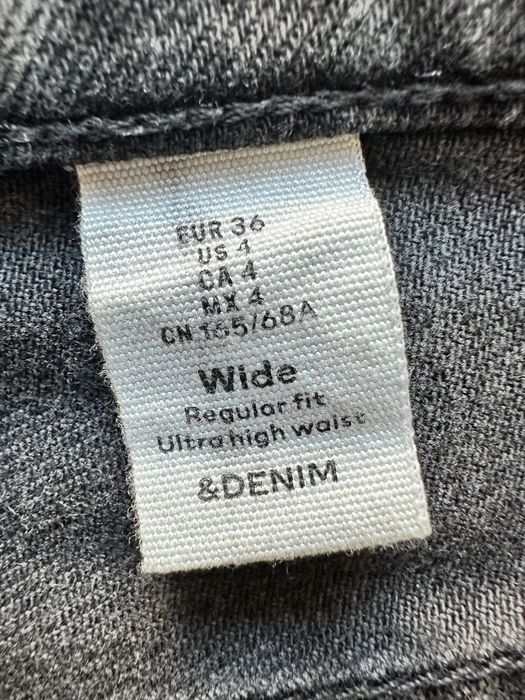 EUR 36
US 4
CA 4
MX 4
CN 165/68A
Wide
Regular fit
Ultra high waist
&DENIM